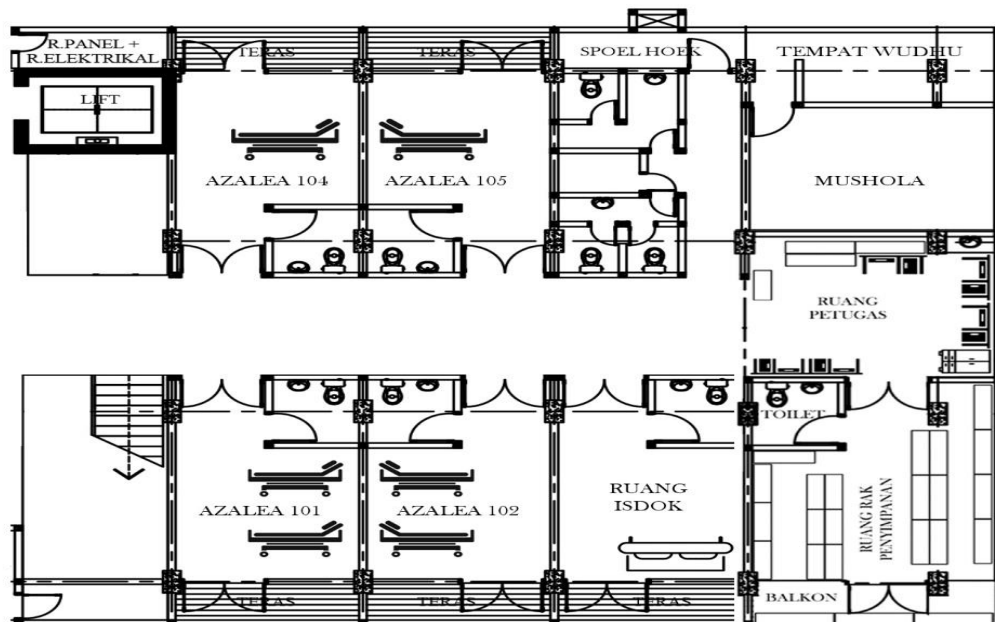 R.PANEL +
R.ELEKTRIKAL
TERAS
TERAS
SPOEL HOEK
TEMPAT WUDHU
LIFT
AZALEA 104
AZALEA 105
MUSHOLA
RUANG
PETUGAS
TOILET
AZALEA 101
AZALEA 102
RUANG
ISDOK
RUANG RAK
PENYIMPANAN
TERAS
TERAS
TERAS
BALKON